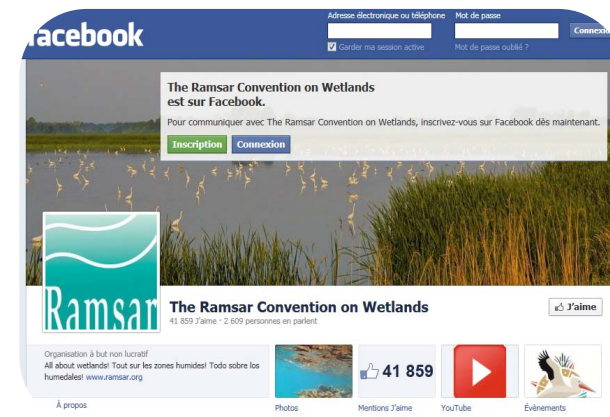 facebook
Adresse électronique ou téléphone Mot de passe
Connexion
Garder ma session active Mot de passe oublié ?
The Ramsar Convention on Wetlands
est sur Facebook.
Pour communiquer avec The Ramsar Convention on Wetlands, inscrivez-vous sur Facebook dès maintenant.
Inscription Connexion
Ramsar
The Ramsar Convention on Wetlands
J'aime
41 859 J'aime · 2 609 personnes en parlent
Organisation à but non lucratif
All about wetlands! Tout sur les zones humides! Todo sobre los
humedales! www.ramsar.org
41 859
À propos
Photos Mentions J'aime YouTube Évènements